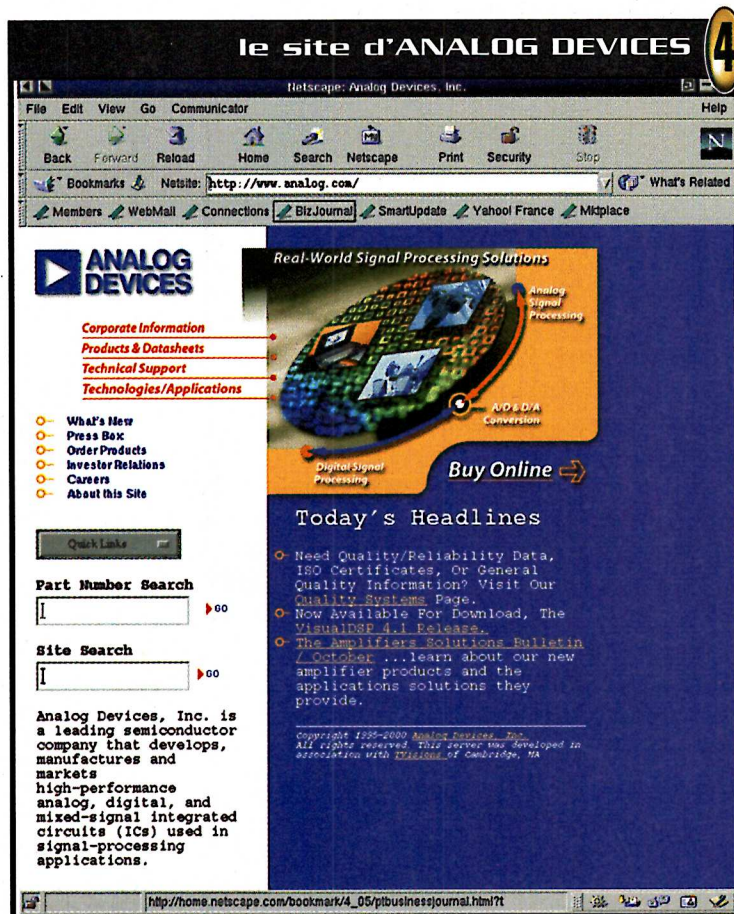 le site d'ANALOG DEVICES 4
Netscape: Analog Devices, Inc.
File Edit View Go Communicator Help
Back Forward Reload Home Search Netscape Print Security Stop
Bookmarks Netsite: http://www.analog.com/ What's Related
Members WebMail Connections BizJournal SmartUpdate Yahoo! France Mktplace
ANALOG
DEVICES
Corporate Information
Products & Datasheets
Technical Support
Technologies/Applications
What's New
Press Box
Order Products
Investor Relations
Careers
About this Site
Quick Links
Part Number Search
GO
Site Search
GO
Analog Devices, Inc. is
a leading semiconductor
company that develops,
manufactures and
markets
high-performance
analog, digital, and
mixed-signal integrated
circuits (ICs) used in
signal-processing
applications.
Real-World Signal Processing Solutions
Analog
Signal
Processing
A/D & D/A
Conversion
Digital Signal
Processing
Buy Online
Today's Headlines
Need Quality/Reliability Data,
ISO Certificates, Or General
Quality Information? Visit Our
Quality Systems Page.
Now Available For Download, The
VisualDSP 4.1 Release.
The Amplifiers Solutions Bulletin
/ October ...learn about our new
amplifier products and the
applications solutions they
provide.
Copyright 1995-2000 Analog Devices, Inc.
All rights reserved. This server was developed in
association with TVisions of Cambridge, MA
http://home.netscape.com/bookmark/4_05/ptbusinessjournal.html?t